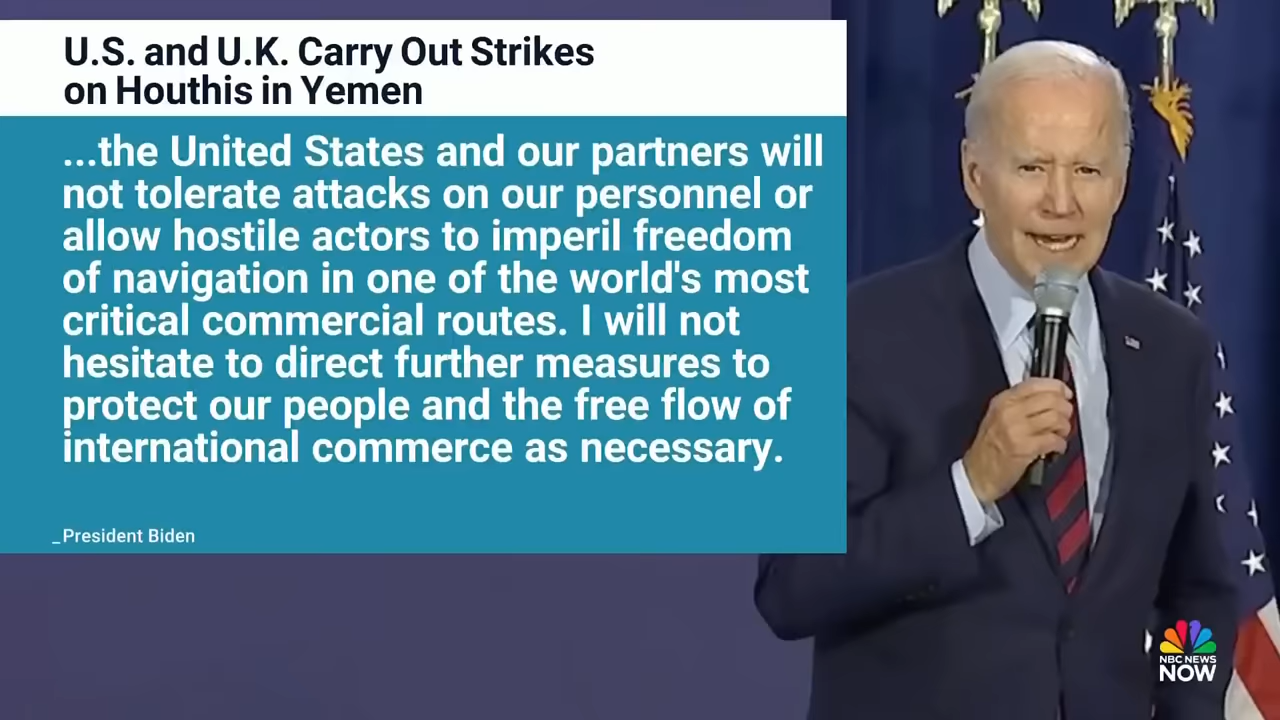 U.S. and U.K. Carry Out Strikes
on Houthis in Yemen
...the United States and our partners will
not tolerate attacks on our personnel or
allow hostile actors to imperil freedom
of navigation in one of the world's most
critical commercial routes. I will not
hesitate to direct further measures to
protect our people and the free flow of
international commerce as necessary.
_President Biden
NBC NEWS
NOW